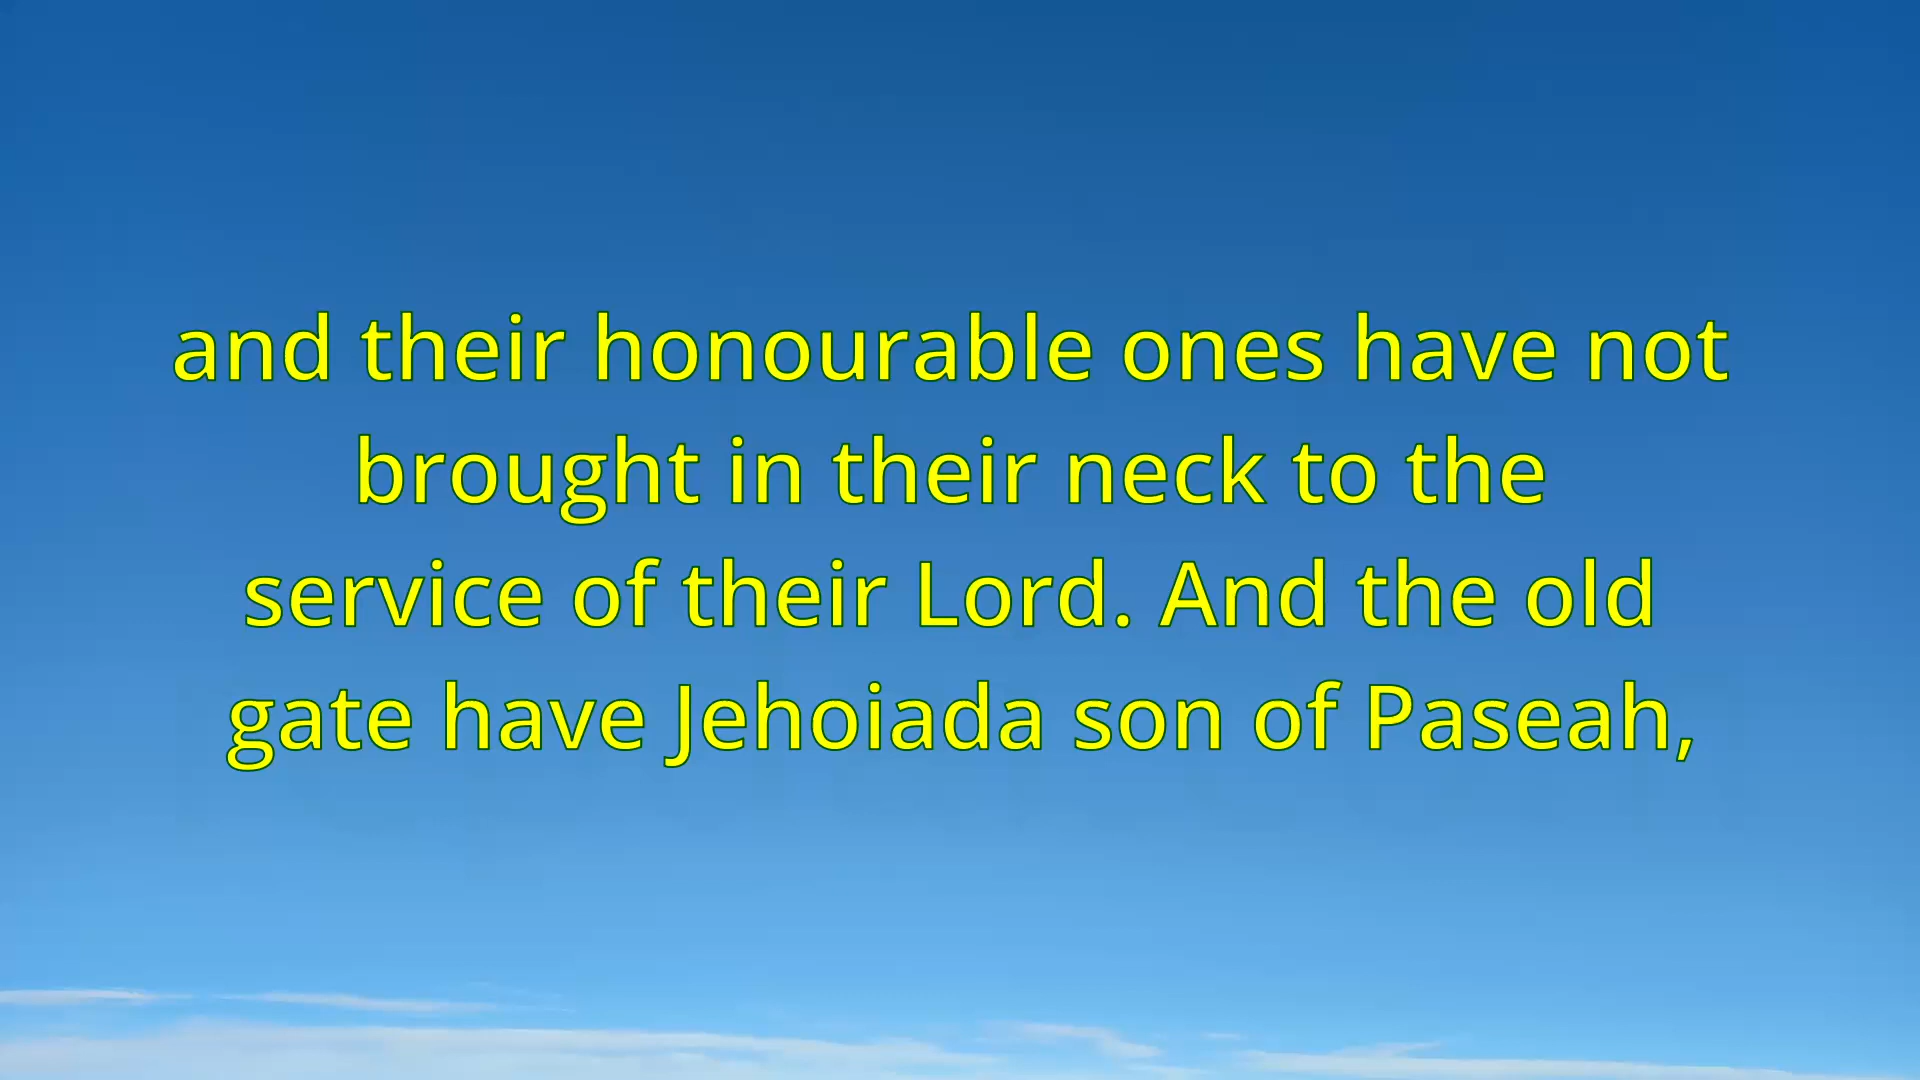 and their honourable ones have not
brought in their neck to the
service of their Lord. And the old
gate have Jehoiada son of Paseah,